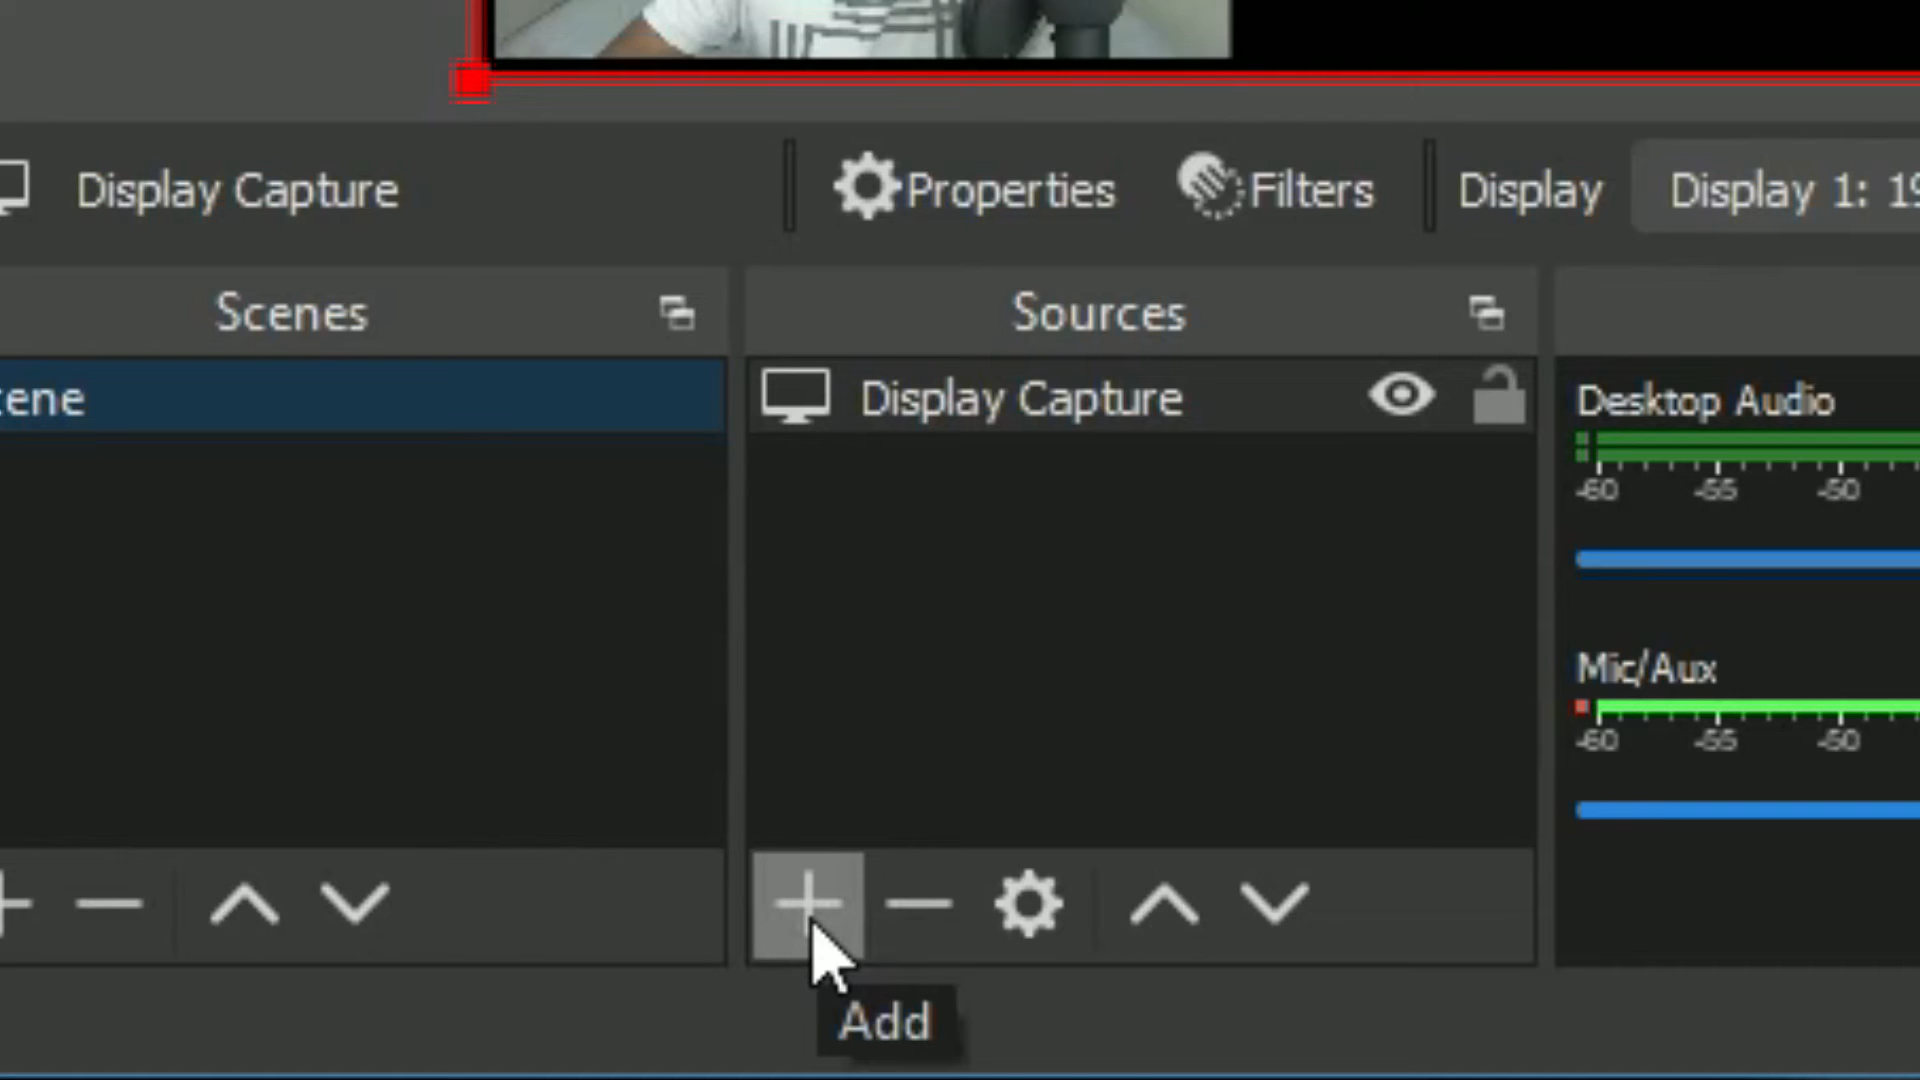 Display Capture
Properties
Filters
Display
Display 1: 19
Scenes
Sources
cene
Display Capture
Desktop Audio
-60 -55 -50
Mic/Aux
-60 -55 -50
Add